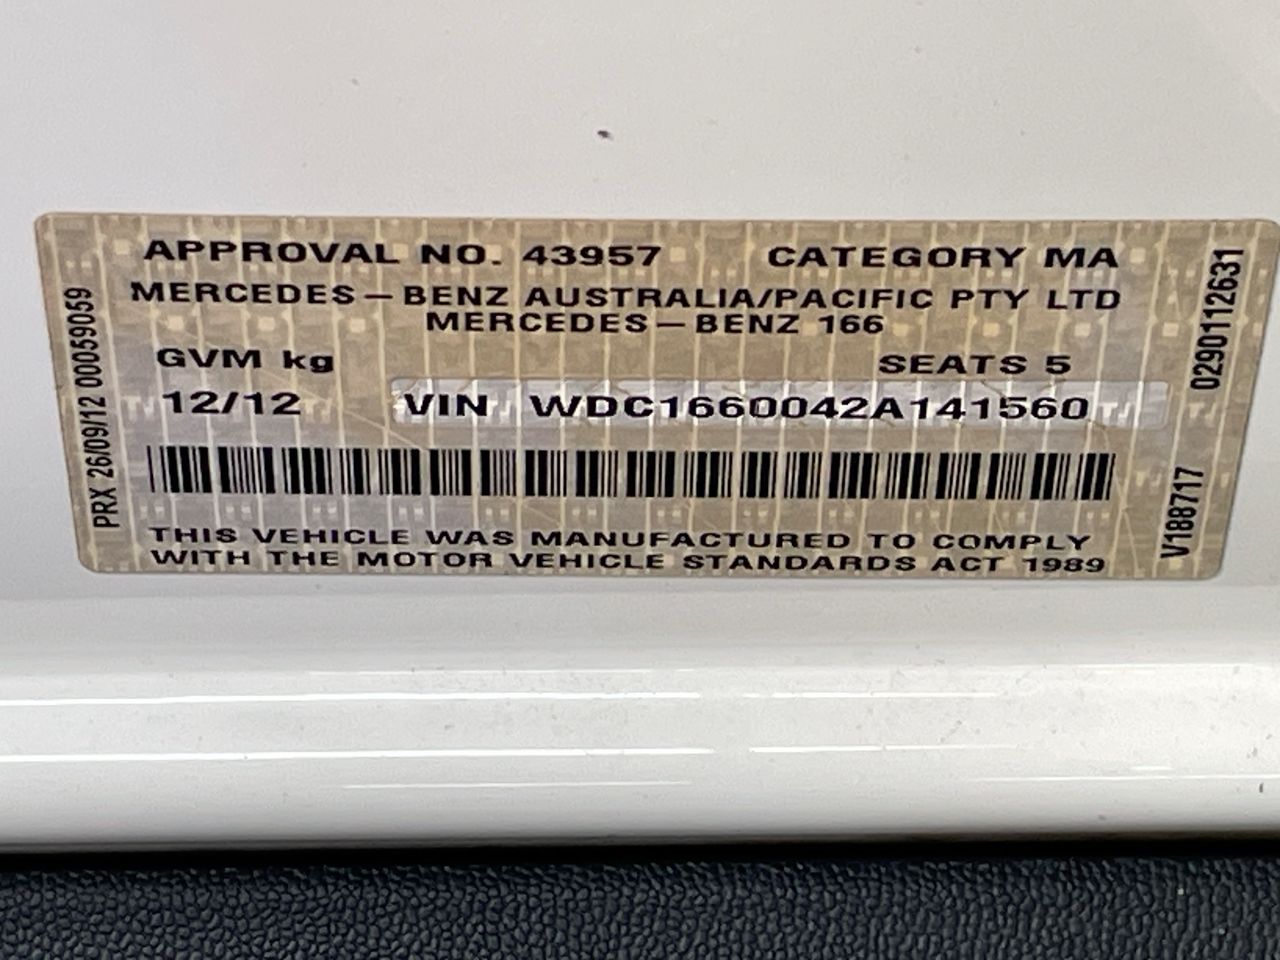 APPROVAL NO. 43957 CATEGORY MA
MERCEDES-BENZ AUSTRALIA/PACIFIC PTY LTD
MERCEDES-BENZ 166
GVM kg SEATS 5
12/12 VIN WDC1660042A141560
THIS VEHICLE WAS MANUFACTURED TO COMPLY
WITH THE MOTOR VEHICLE STANDARDS ACT 1989
PRX 26/09/12 00059059
V188717 0290112631